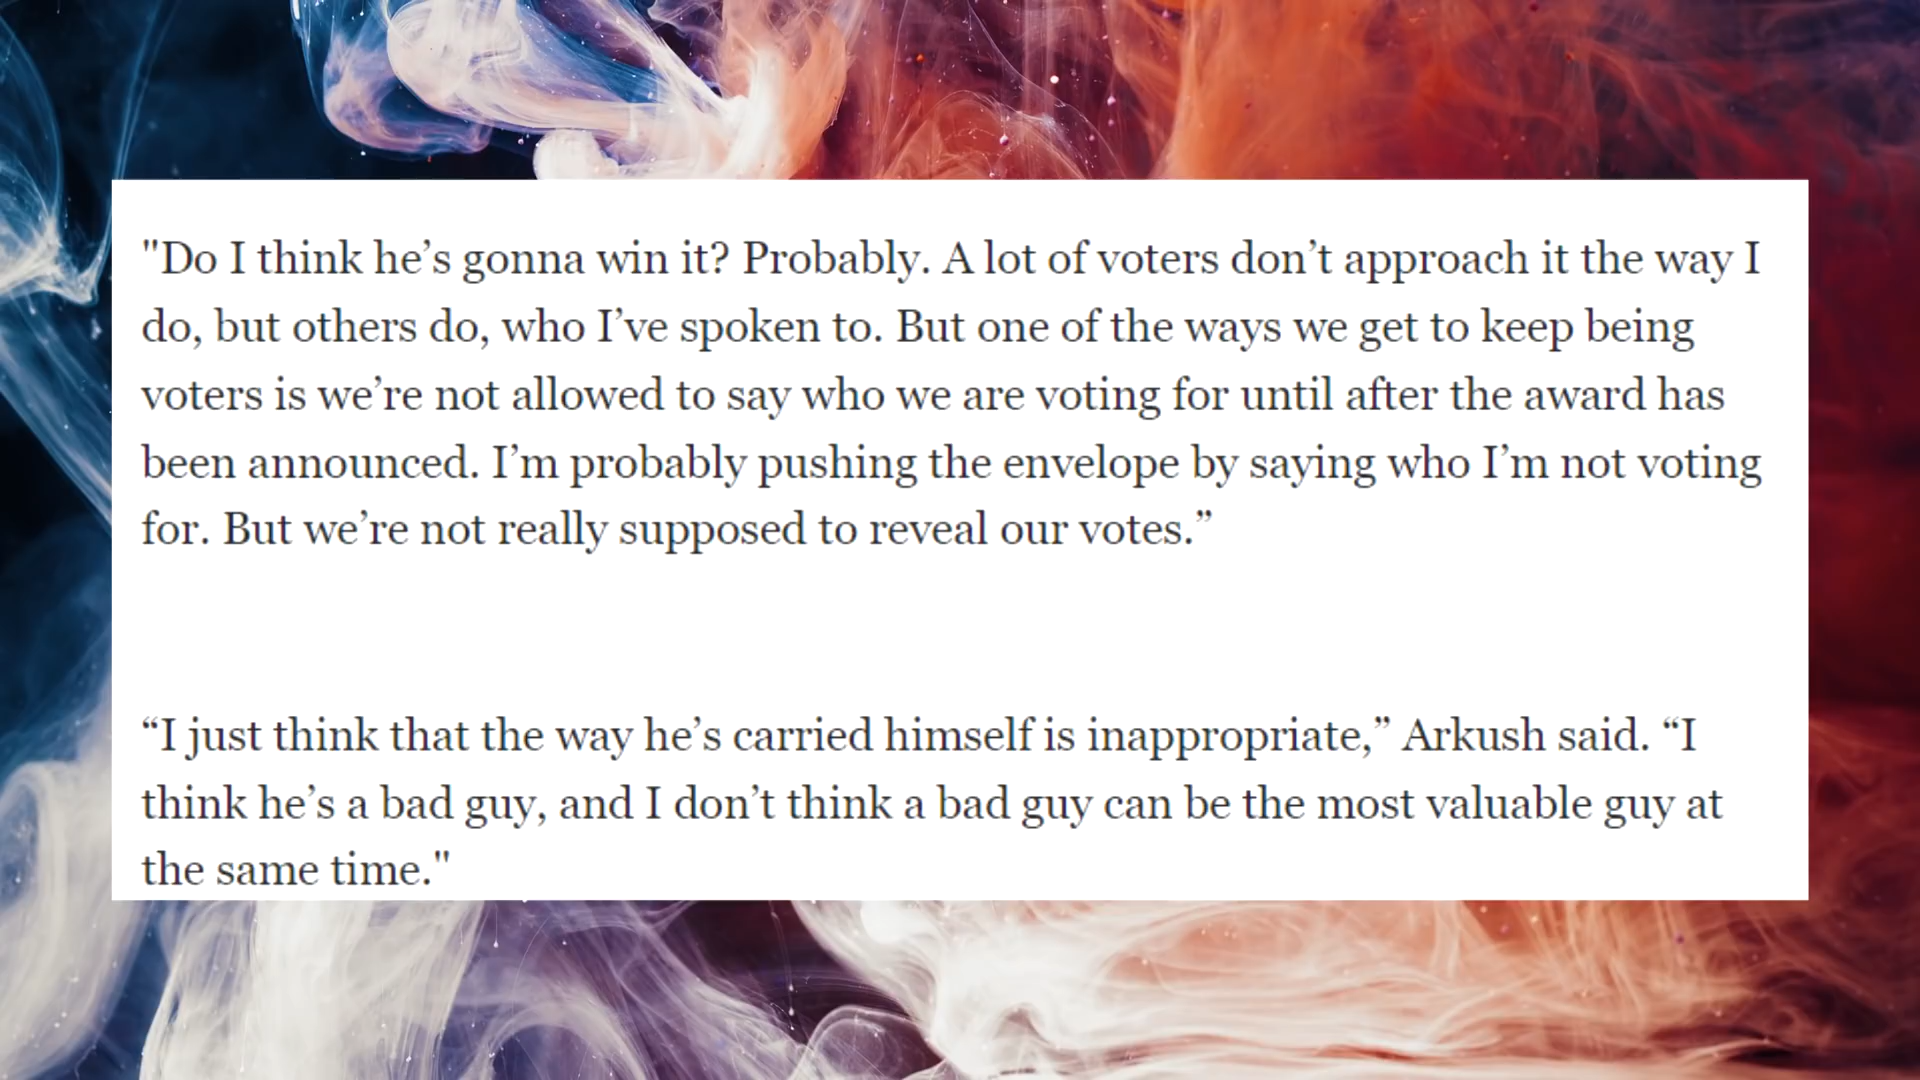 "Do I think he’s gonna win it? Probably. A lot of voters don’t approach it the way I
do, but others do, who I’ve spoken to. But one of the ways we get to keep being
voters is we’re not allowed to say who we are voting for until after the award has
been announced. I’m probably pushing the envelope by saying who I’m not voting
for. But we’re not really supposed to reveal our votes.”
“I just think that the way he’s carried himself is inappropriate,” Arkush said. “I
think he’s a bad guy, and I don’t think a bad guy can be the most valuable guy at
the same time."